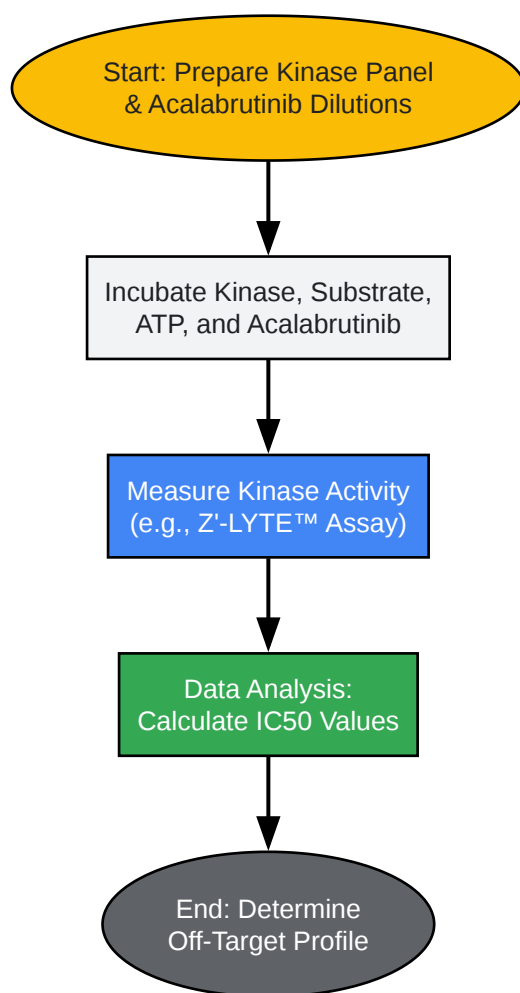 Start: Prepare Kinase Panel
& Acalabrutinib Dilutions
Incubate Kinase, Substrate,
ATP, and Acalabrutinib
Measure Kinase Activity
(e.g., Z'-LYTE™ Assay)
Data Analysis:
Calculate IC50 Values
End: Determine
Off-Target Profile